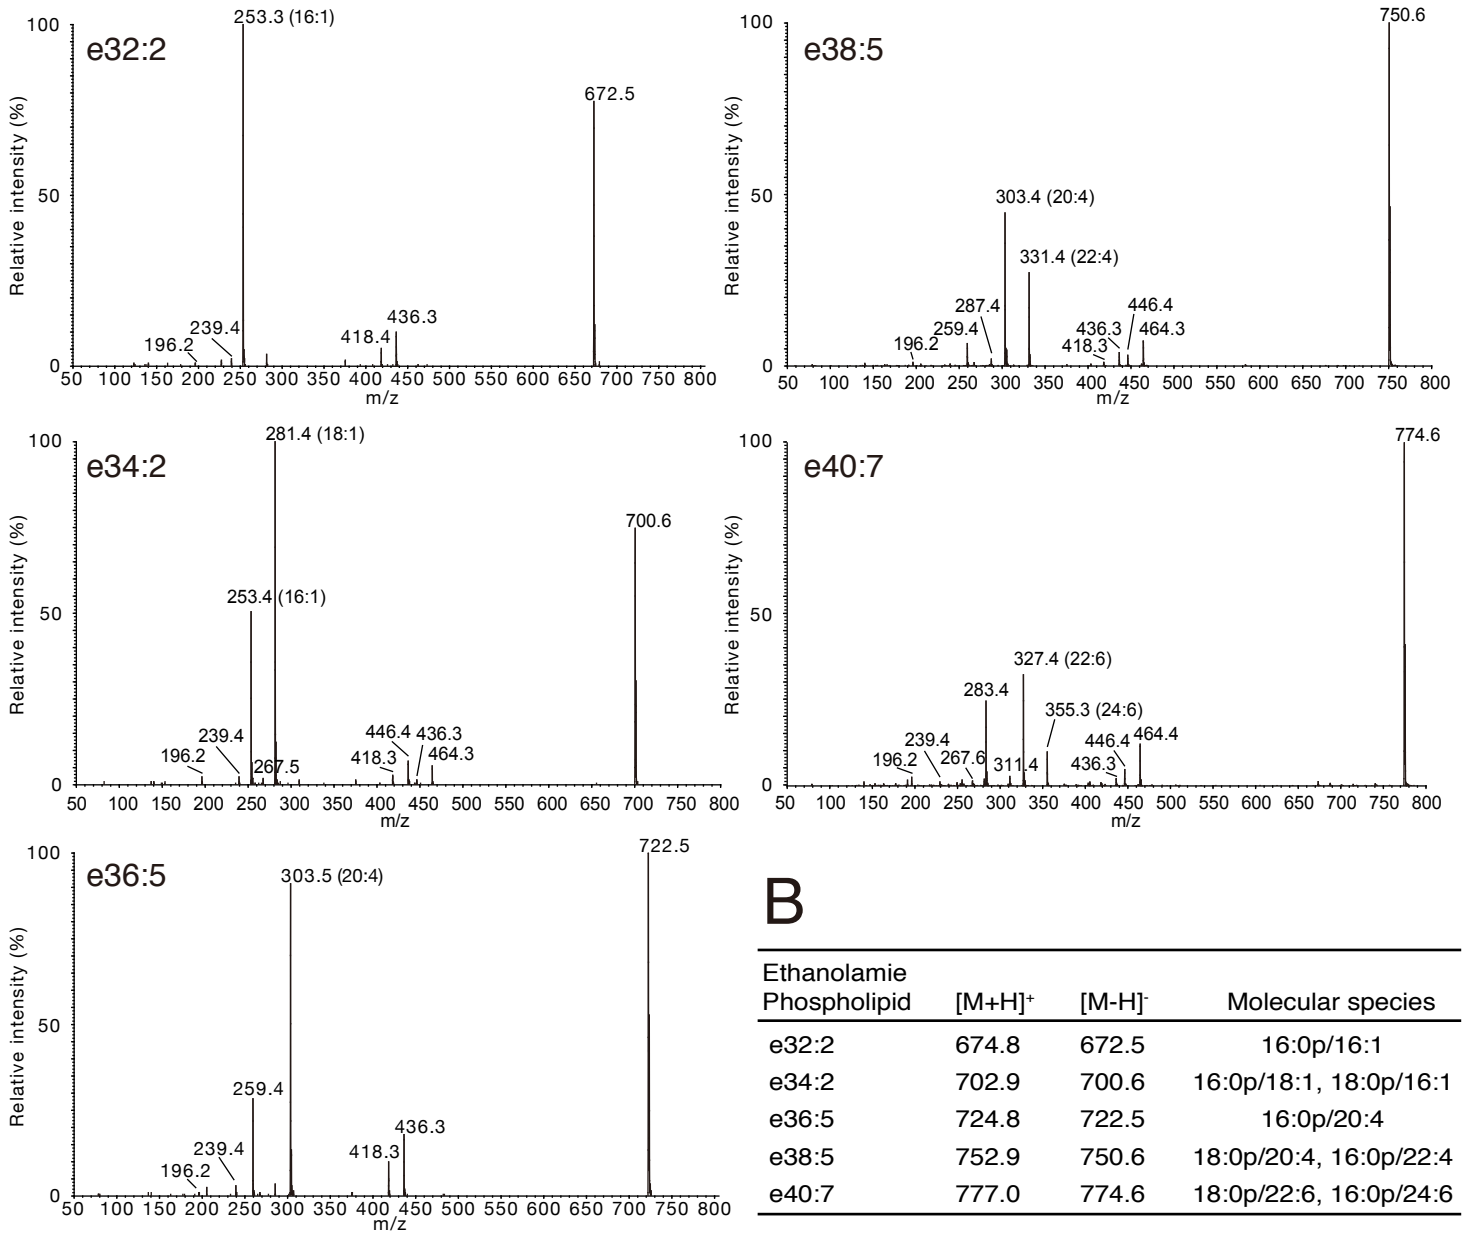 e32:2
100
50
0
Relative intensity (%)
253.3 (16:1)
672.5
196.2
239.4
418.4
436.3
50 100 150 200 250 300 350 400 450 500 550 600 650 700 750 800
m/z
e38:5
100
50
0
Relative intensity (%)
750.6
303.4 (20:4)
331.4 (22:4)
287.4
259.4
196.2
446.4
436.3
464.3
418.3
50 100 150 200 250 300 350 400 450 500 550 600 650 700 750 800
m/z
e34:2
100
50
0
Relative intensity (%)
281.4 (18:1)
700.6
253.4 (16:1)
239.4
196.2
267.5
446.4
436.3
418.3
464.3
50 100 150 200 250 300 350 400 450 500 550 600 650 700 750 800
m/z
e40:7
100
50
0
Relative intensity (%)
774.6
327.4 (22:6)
283.4
355.3 (24:6)
239.4
196.2
267.6
311.4
446.4
464.4
436.3
50 100 150 200 250 300 350 400 450 500 550 600 650 700 750 800
m/z
e36:5
100
50
0
Relative intensity (%)
722.5
303.5 (20:4)
259.4
239.4
196.2
418.3
436.3
50 100 150 200 250 300 350 400 450 500 550 600 650 700 750 800
m/z
B
Ethanolamie
Phospholipid [M+H]+ [M-H]- Molecular species
e32:2 674.8 672.5 16:0p/16:1
e34:2 702.9 700.6 16:0p/18:1, 18:0p/16:1
e36:5 724.8 722.5 16:0p/20:4
e38:5 752.9 750.6 18:0p/20:4, 16:0p/22:4
e40:7 777.0 774.6 18:0p/22:6, 16:0p/24:6